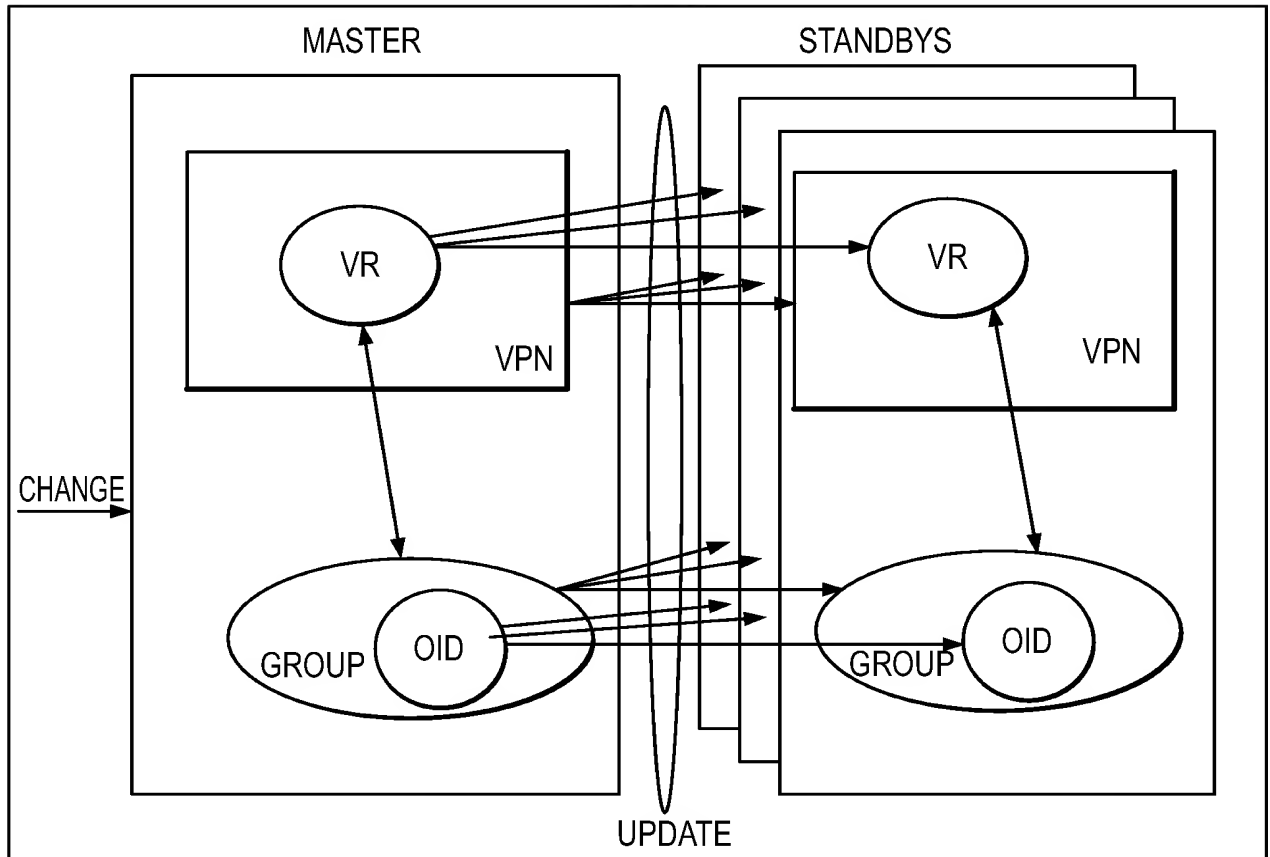 MASTER
STANDBYS
VR
VPN
VR
VPN
CHANGE
GROUP
OID
GROUP
OID
UPDATE